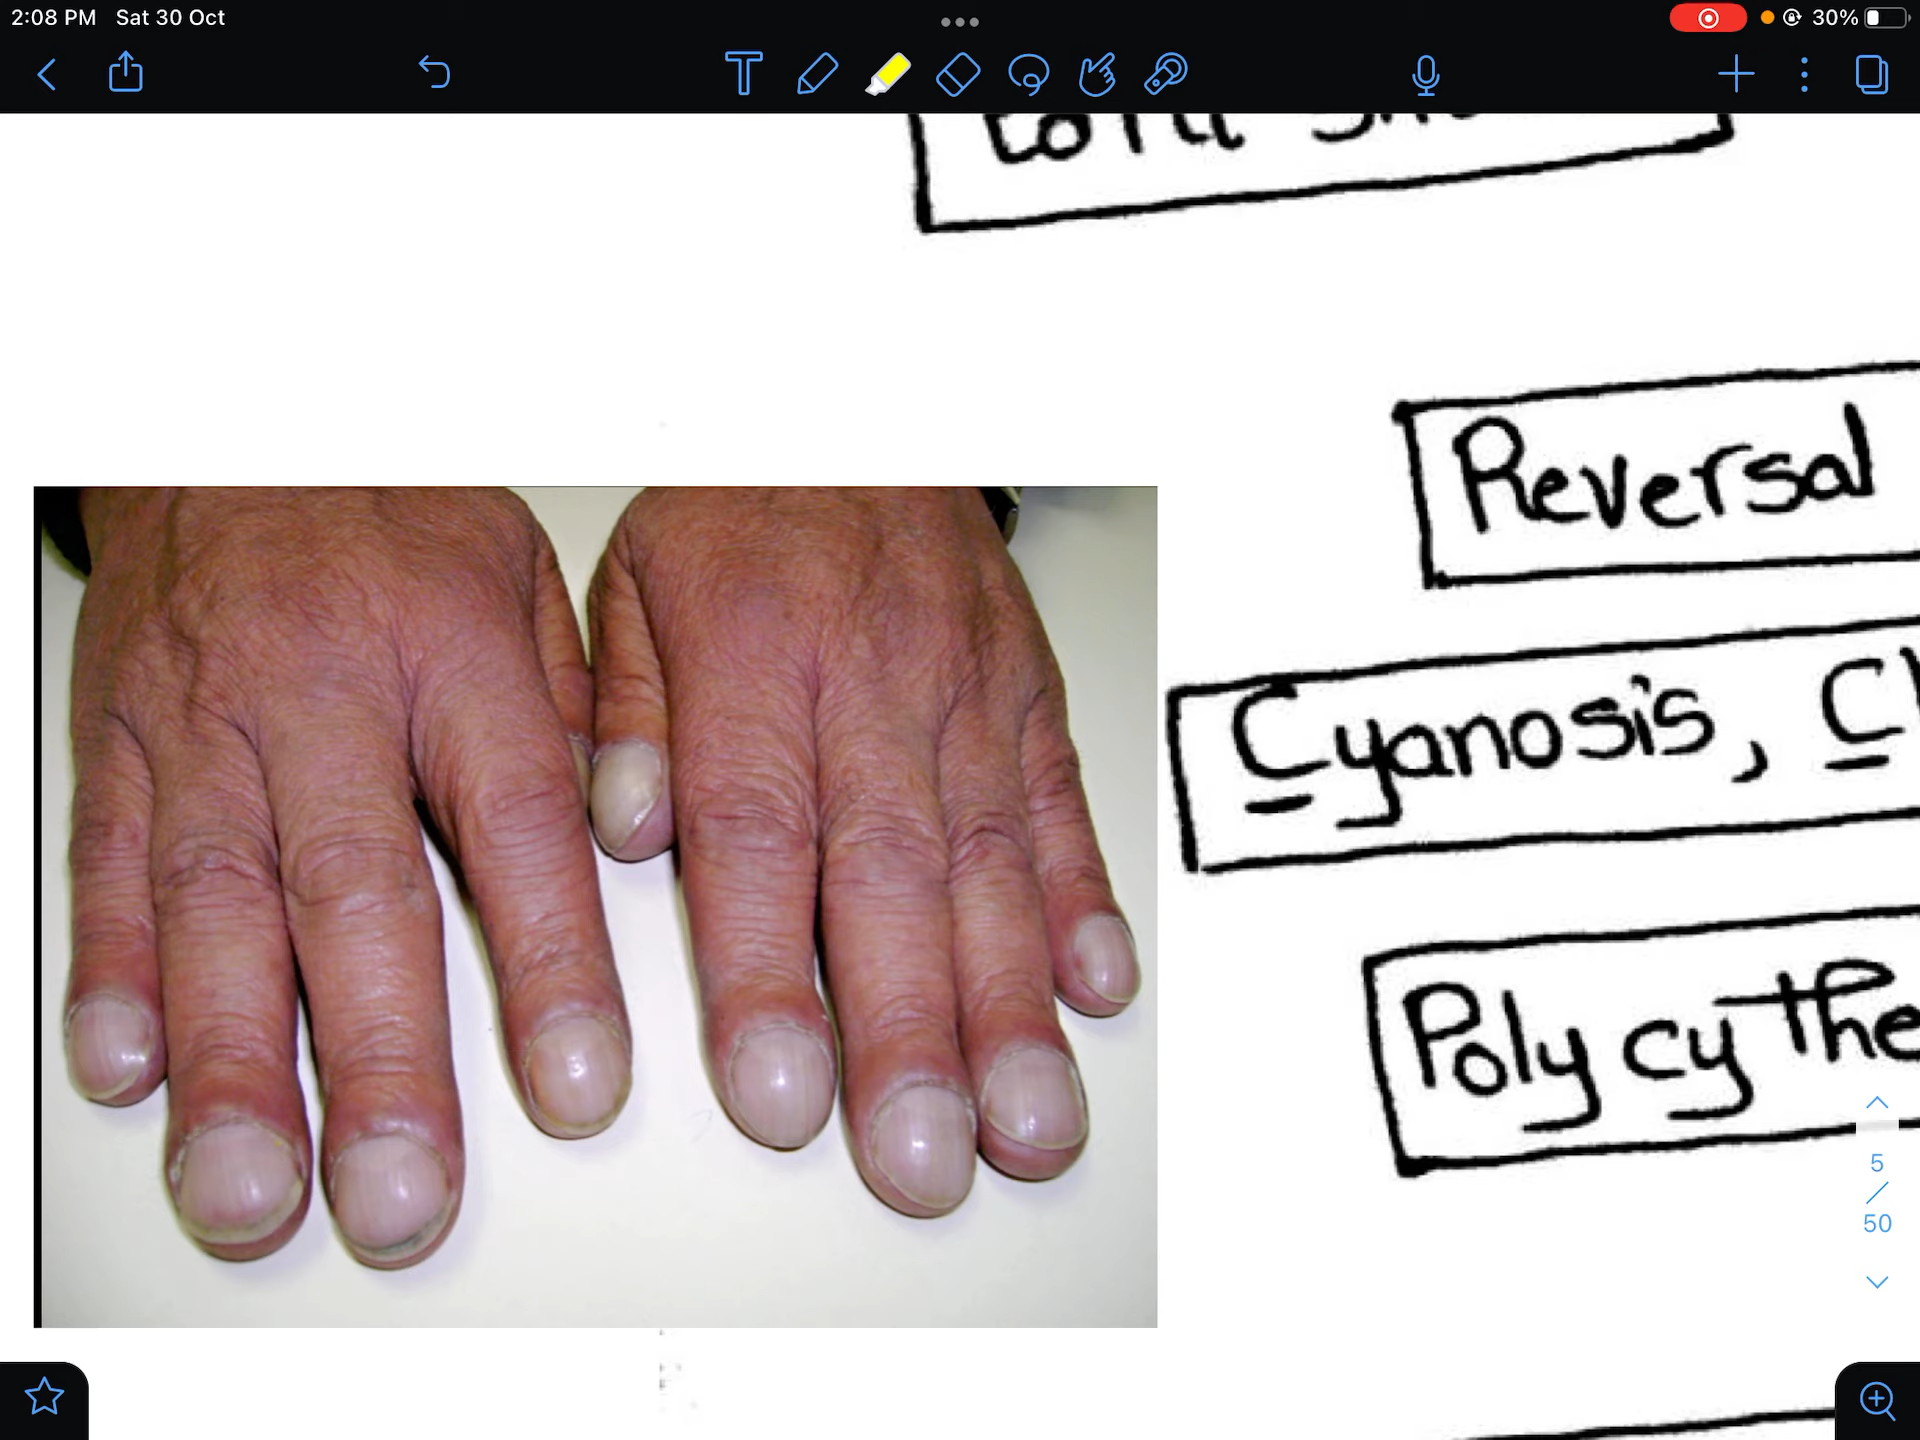 2:08 PM Sat 30 Oct
30%
T
Reversal
Cyanosis, C
Polycythe
5
/
50